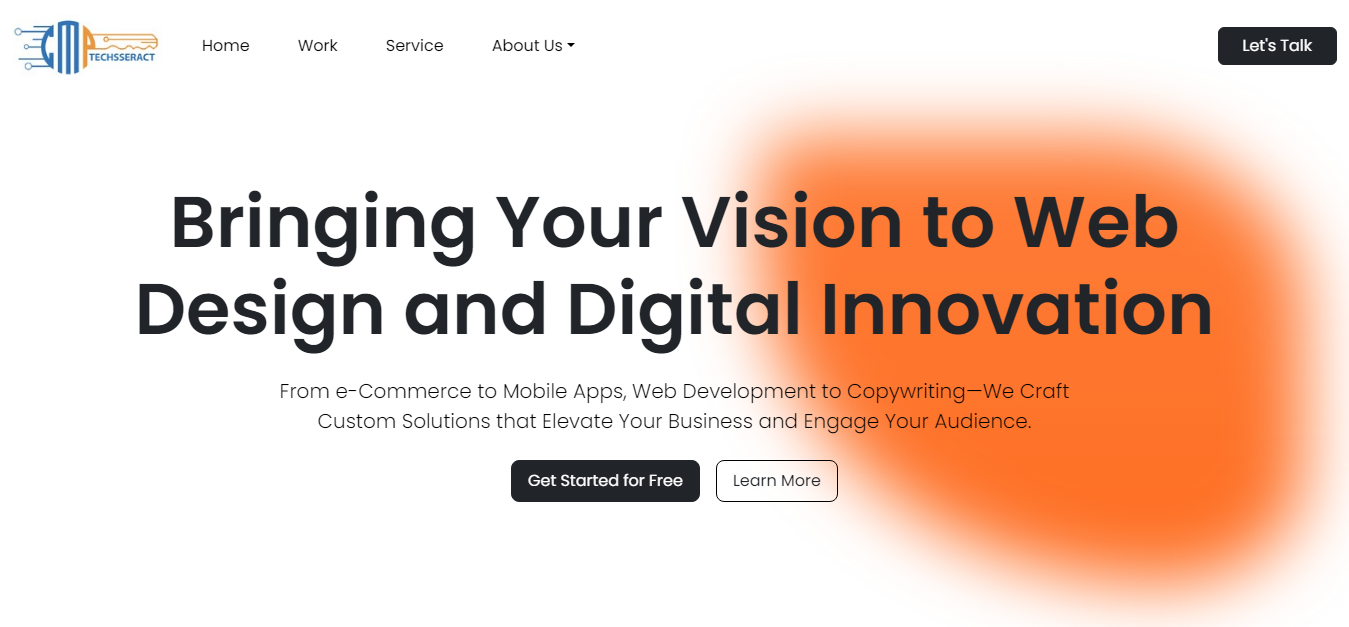 CMA
TECHSSERACT
Home
Work
Service
About Us
Let's Talk
Bringing Your Vision to Web
Design and Digital Innovation
From e-Commerce to Mobile Apps, Web Development to Copywriting—We Craft
Custom Solutions that Elevate Your Business and Engage Your Audience.
Get Started for Free
Learn More